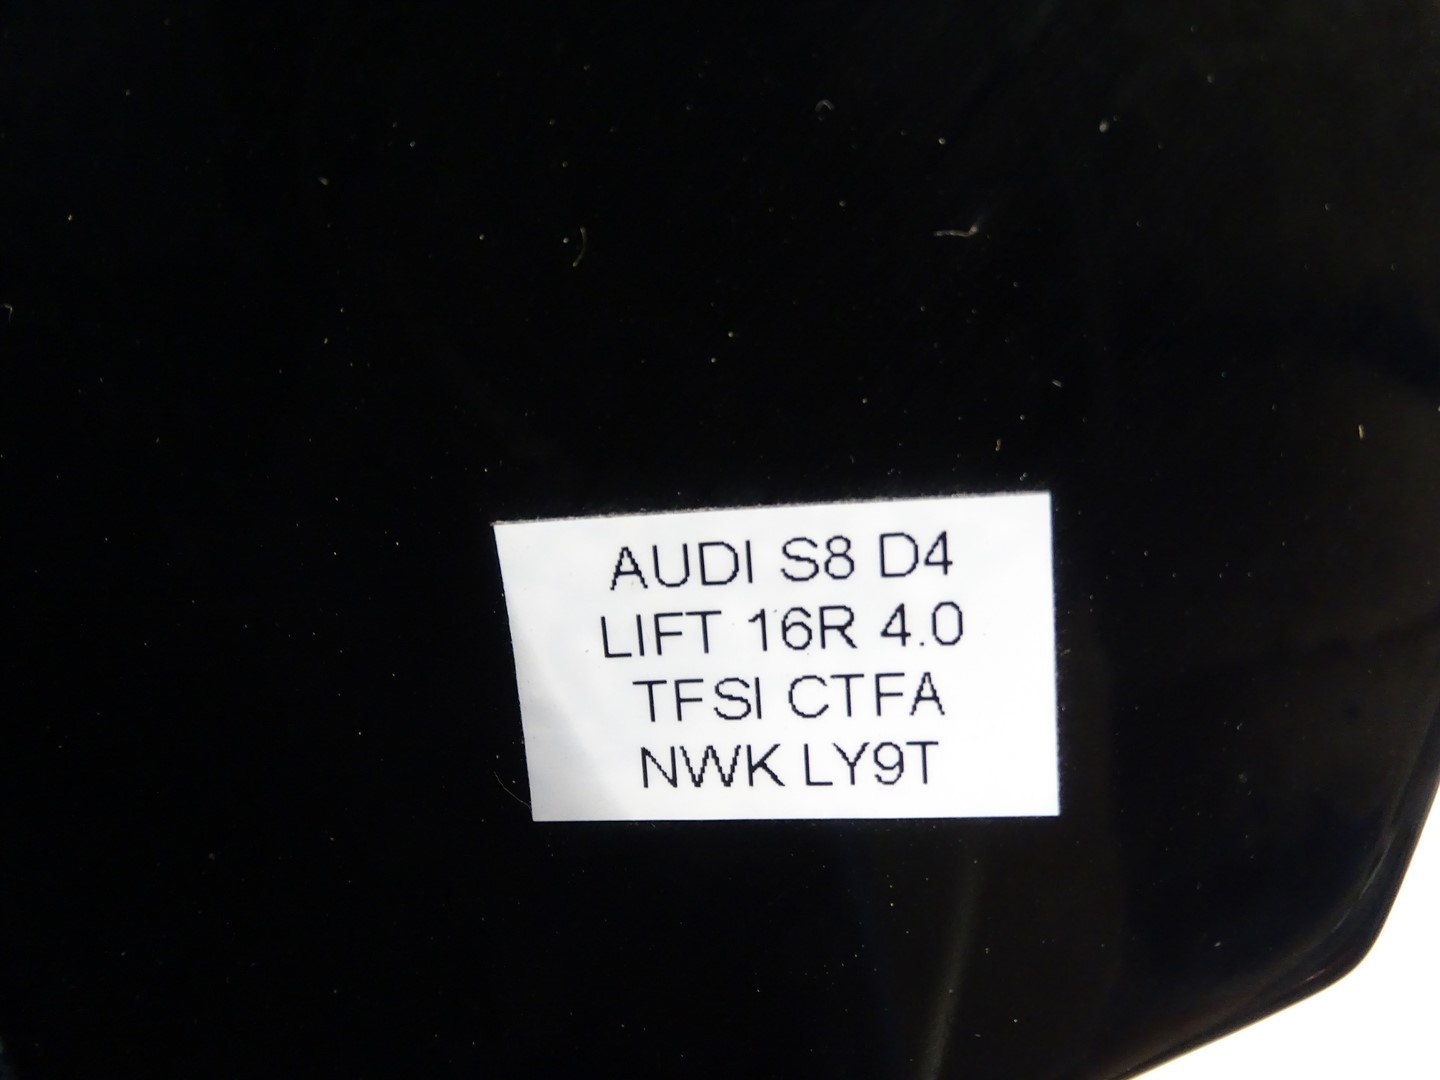 AUDI S8 D4
LIFT 16R 4.0
TFSI CTFA
NWK LY9T